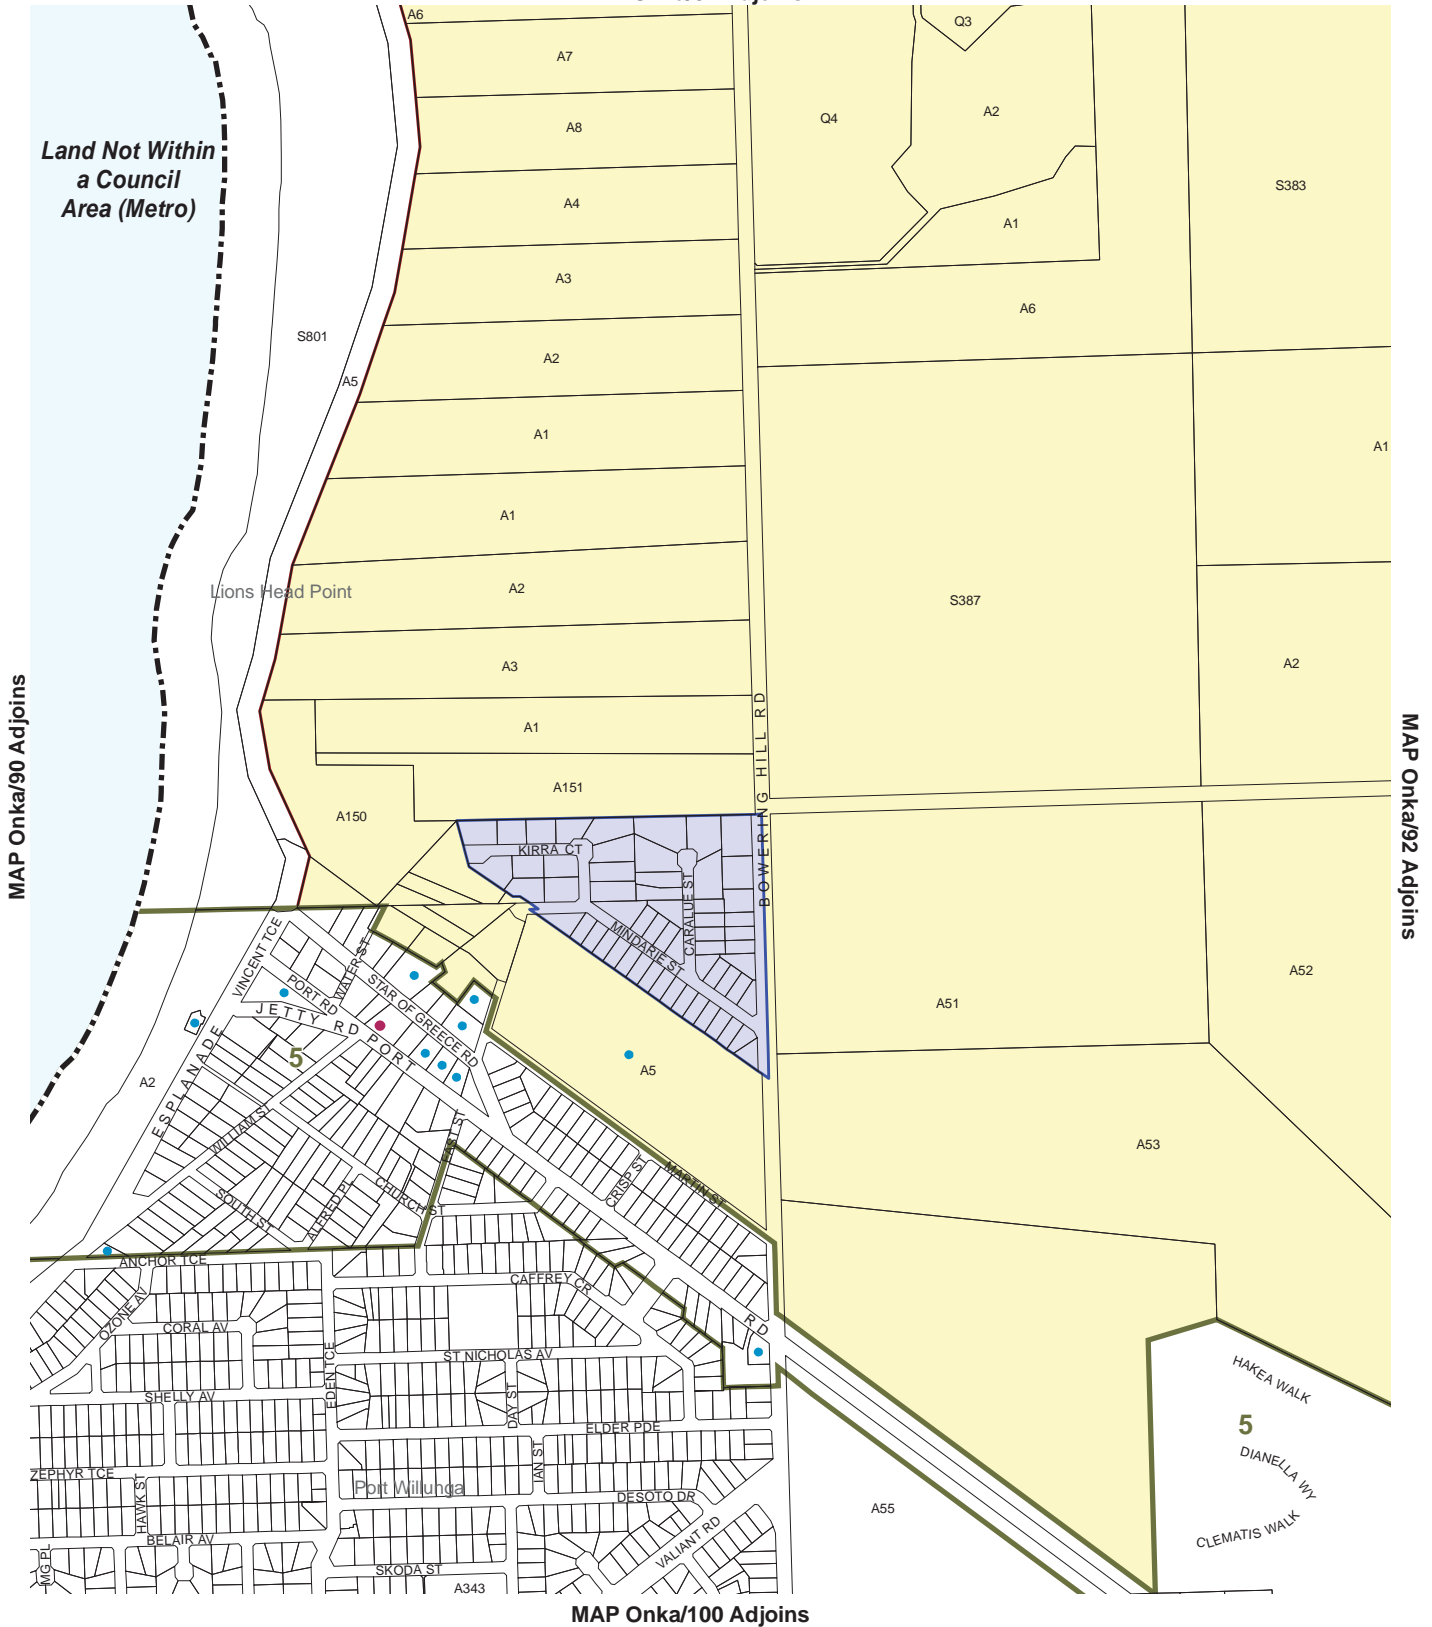 A6
Q3
A7
Q4
A2
A8
Land Not Within
a Council
Area (Metro)
S383
A4
A1
A3
A6
S801
A2
A5
A1
A1
A1
Lions Head Point
A2
S387
A3
A2
MAP Onka/90 Adjoins
BOWERING HILL RD
MAP Onka/92 Adjoins
A1
A151
A150
KIRRA CT
CARALUE ST
MINDARIE ST
VINCENT TCE
WATER ST
PORT RD
STAR OF GREECE RD
JETTY RD
PORT
RD
A51
A52
5
A5
A2
ESPLANADE
WILLIAM ST
EAST ST
A53
CRISP ST
MARTIN ST
SOUTH ST
ALFRED PL
CHURCH ST
ANCHOR TCE
CAFFREY CR
OZONE AV
CORAL AV
EDEN TCE
ST NICHOLAS AV
HAKEA WALK
SHELLY AV
DAY ST
5
ELDER PDE
DIANELLA WY
ZEPHYR TCE
HAWK ST
IAN ST
Port Willunga
DESOTO DR
A55
CLEMATIS WALK
BELAIR AV
VALIANT RD
MG PL
SKODA ST
A343
MAP Onka/100 Adjoins